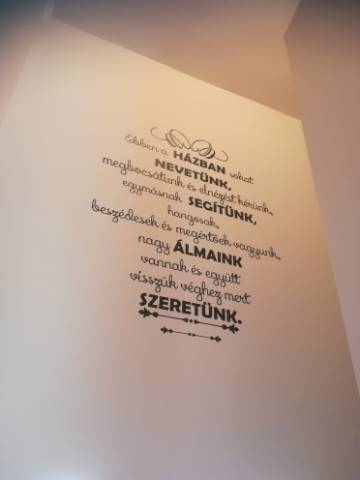 Ebben a HÁZBAN sokat
NEVETÜNK,
megbocsátunk és elnézést kérünk,
egymásnak SEGÍTÜNK,
hangosak,
beszédesek és megértőek vagyunk,
nagy ÁLMAINK
vannak és együtt
visszük véghez mert
SZERETÜNK.